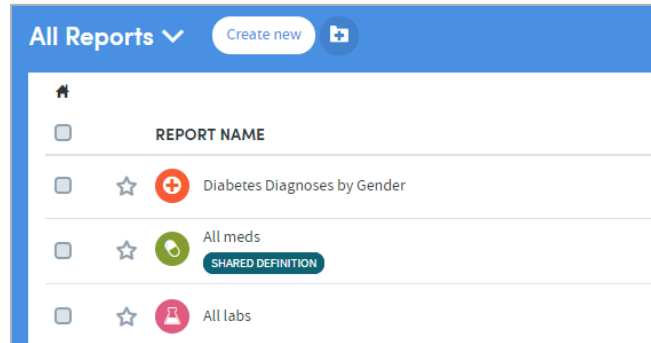 All Reports
Create new
REPORT NAME
Diabetes Diagnoses by Gender
All meds
SHARED DEFINITION
All labs